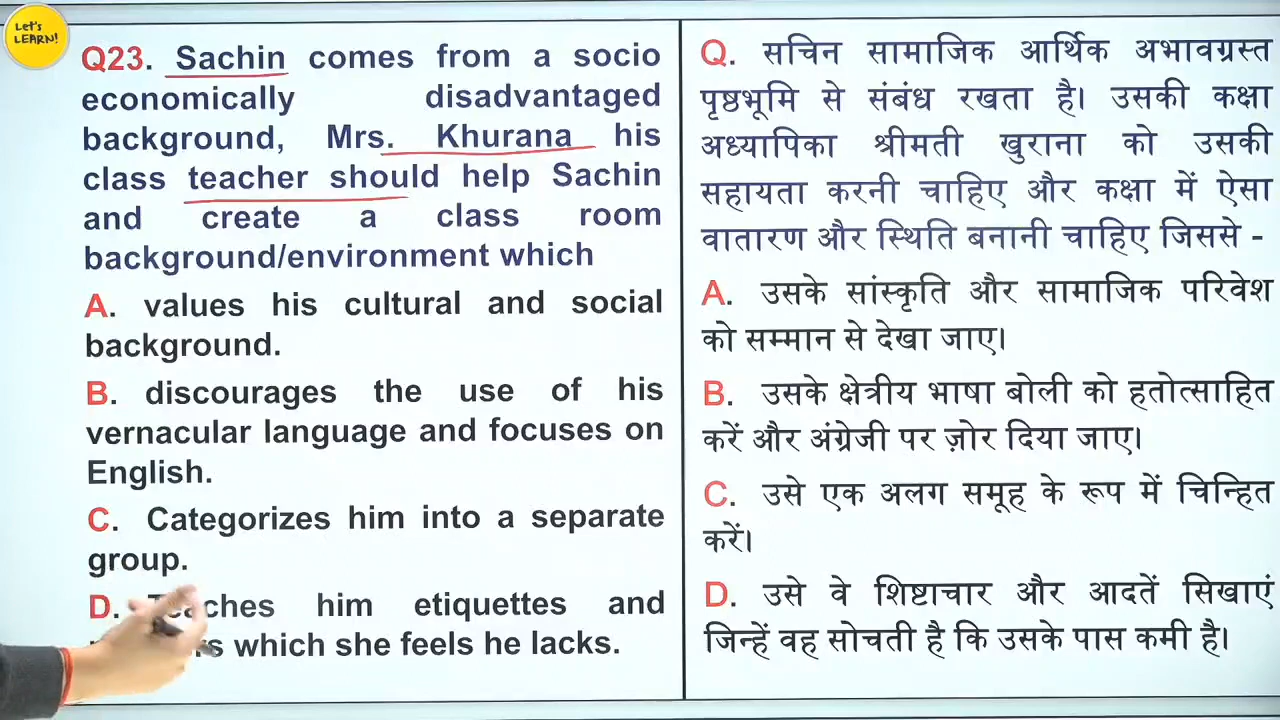 Let's
LEARN!
Q23. Sachin comes from a socio
economically disadvantaged
background, Mrs. Khurana his
class teacher should help Sachin
and create a class room
background/environment which
A. values his cultural and social
background.
B. discourages the use of his
vernacular language and focuses on
English.
C. Categorizes him into a separate
group.
D. Teaches him etiquettes and
which she feels he lacks.
Q. सचिन सामाजिक आर्थिक अभावग्रस्त
पृष्ठभूमि से संबंध रखता है। उसकी कक्षा
अध्यापिका श्रीमती खुराना को उसकी
सहायता करनी चाहिए और कक्षा में ऐसा
वातारण और स्थिति बनानी चाहिए जिससे -
A. उसके सांस्कृति और सामाजिक परिवेश
को सम्मान से देखा जाए।
B. उसके क्षेत्रीय भाषा बोली को हतोत्साहित
करें और अंग्रेजी पर ज़ोर दिया जाए।
C. उसे एक अलग समूह के रूप में चिन्हित
करें।
D. उसे वे शिष्टाचार और आदतें सिखाएं
जिन्हें वह सोचती है कि उसके पास कमी है।